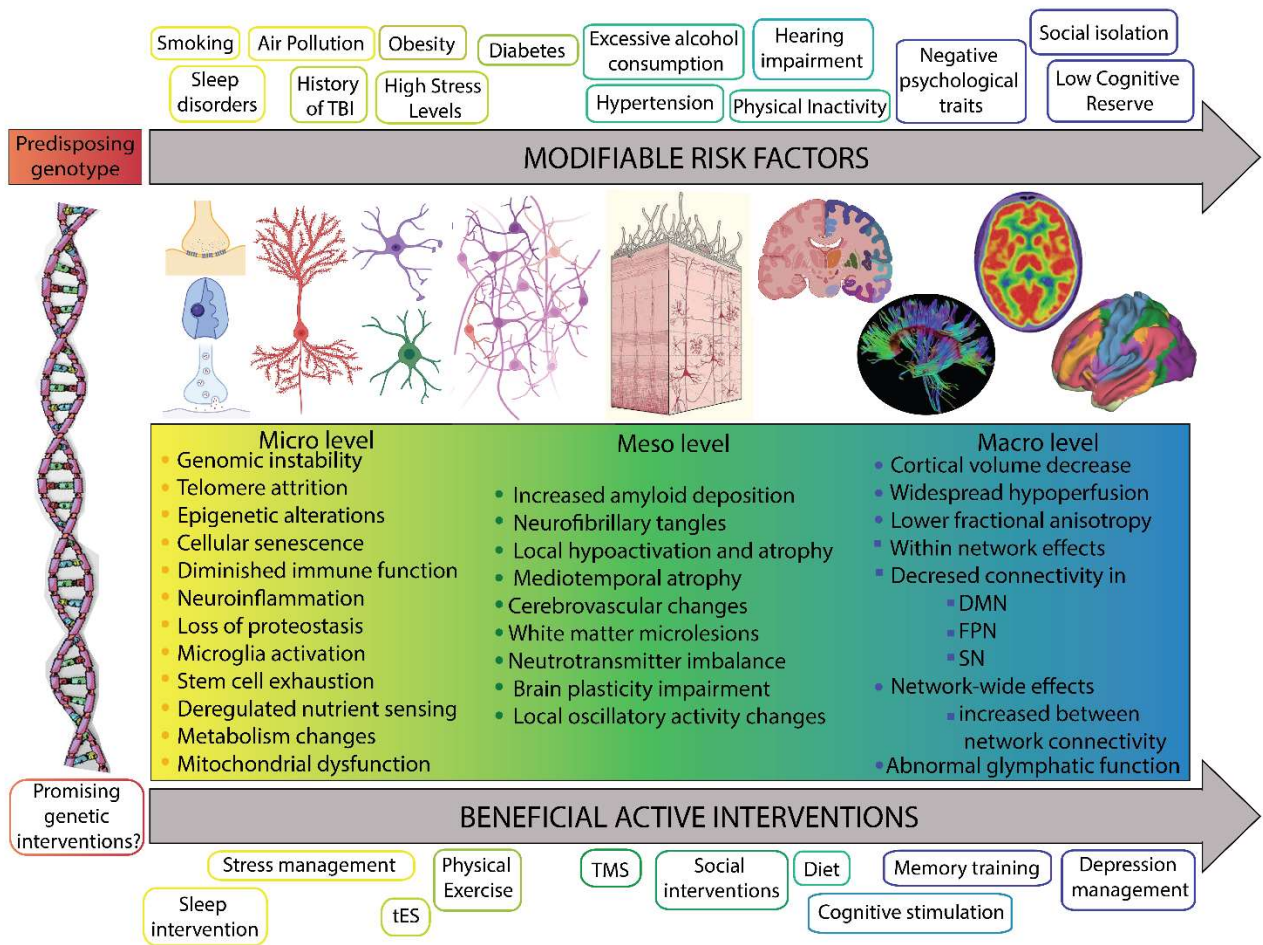 Smoking
Air Pollution
Obesity
Diabetes
Excessive alcohol
consumption
Hearing
impairment
Social isolation
Sleep
disorders
History
of TBI
High Stress
Levels
Hypertension
Physical Inactivity
Negative
psychological
traits
Low Cognitive
Reserve
Predisposing
genotype
MODIFIABLE RISK FACTORS
Micro level
• Genomic instability
• Telomere attrition
• Epigenetic alterations
• Cellular senescence
• Diminished immune function
• Neuroinflammation
• Loss of proteostasis
• Microglia activation
• Stem cell exhaustion
• Deregulated nutrient sensing
• Metabolism changes
• Mitochondrial dysfunction
Meso level
• Increased amyloid deposition
• Neurofibrillary tangles
• Local hypoactivation and atrophy
• Mediotemporal atrophy
• Cerebrovascular changes
• White matter microlesions
• Neutrotransmitter imbalance
• Brain plasticity impairment
• Local oscillatory activity changes
Macro level
• Cortical volume decrease
• Widespread hypoperfusion
• Lower fractional anisotropy
▪ Within network effects
▪ Decresed connectivity in
▪ DMN
▪ FPN
▪ SN
• Network-wide effects
▪ increased between
network connectivity
• Abnormal glymphatic function
Promising
genetic
interventions?
BENEFICIAL ACTIVE INTERVENTIONS
Stress management
Physical
Exercise
TMS
Social
interventions
Diet
Memory training
Depression
management
Sleep
intervention
tES
Cognitive stimulation